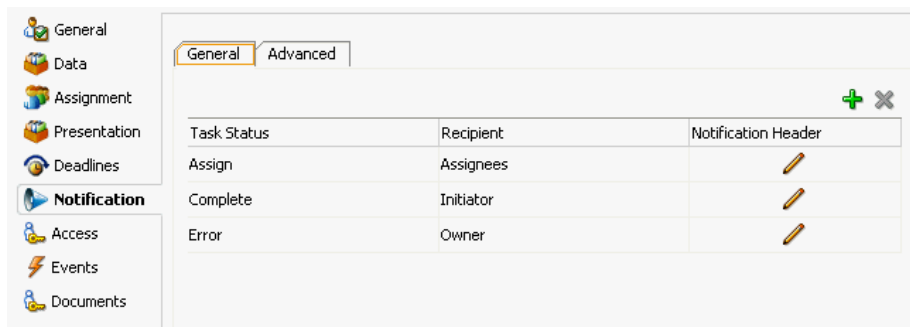 General
Data
Assignment
Presentation
Deadlines
Notification
Access
Events
Documents
General Advanced
Task Status Recipient Notification Header
Assign Assignees
Complete Initiator
Error Owner